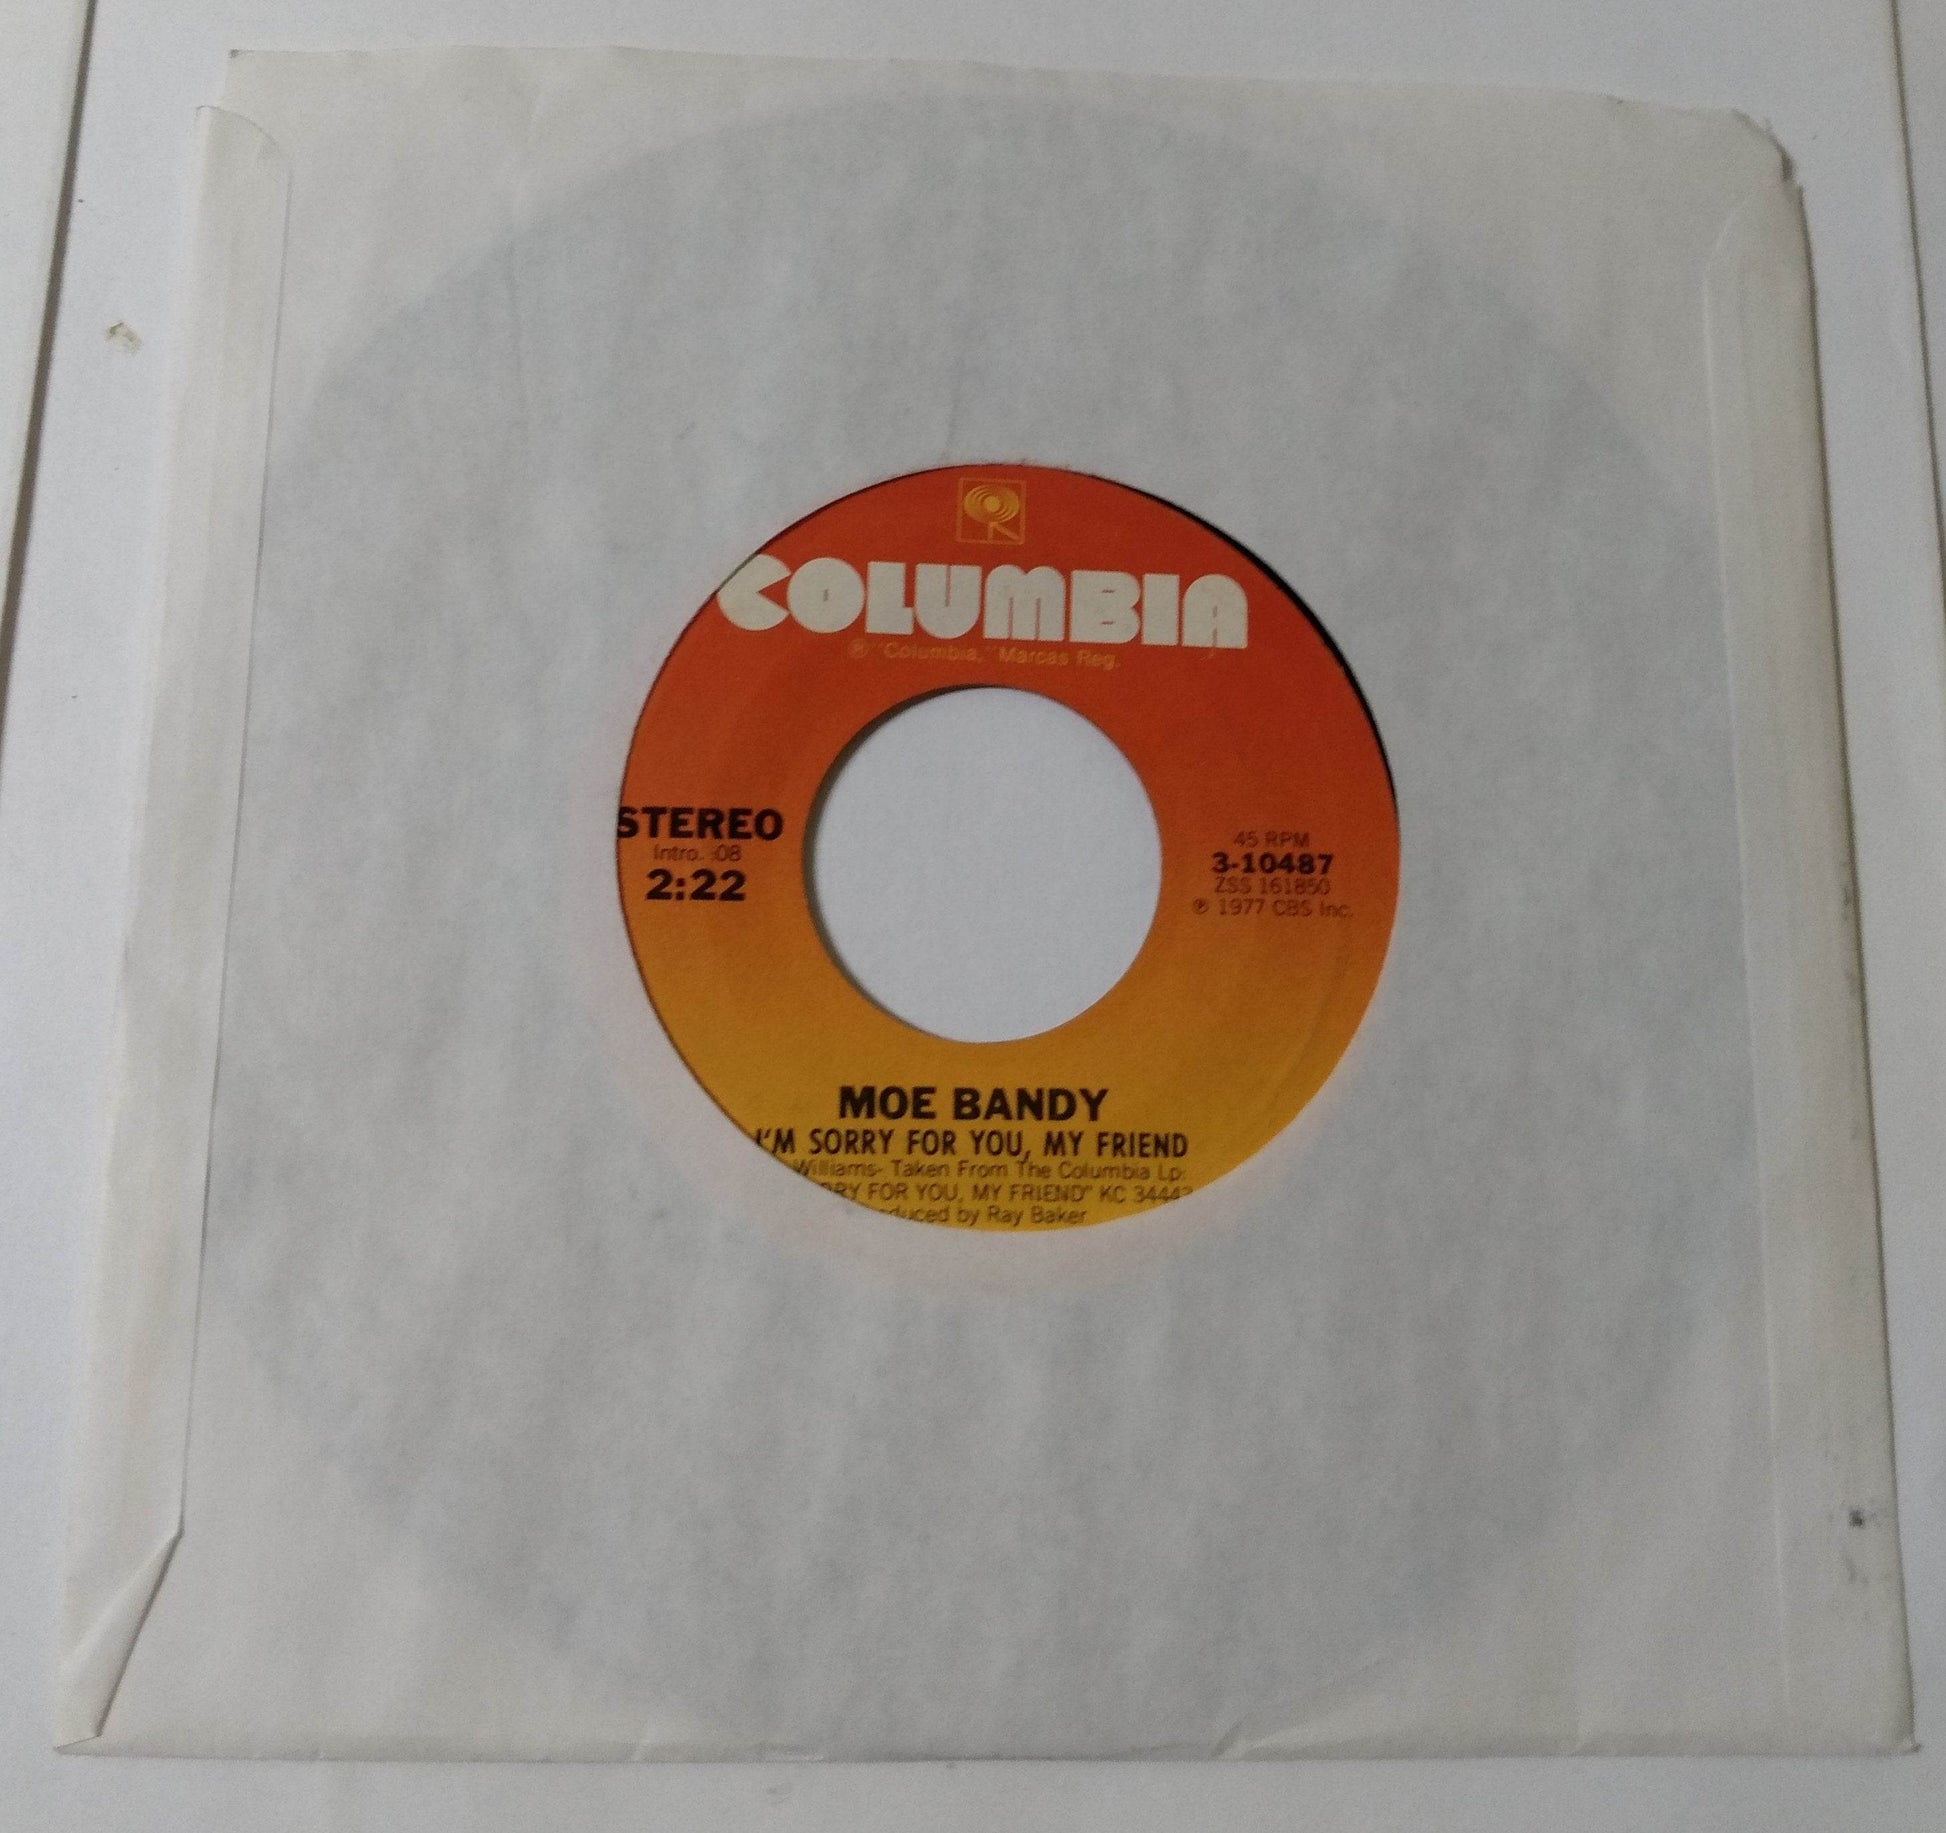 COLUMBIA
® "Columbia," Marcas Reg.
STEREO
Intro. :08
2:22
45 RPM
3-10487
ZSS 161850
℗ 1977 CBS Inc.
MOE BANDY
I'M SORRY FOR YOU, MY FRIEND
Williams- Taken From The Columbia Lp:
FOR YOU, MY FRIEND" KC 34443
by Ray Baker